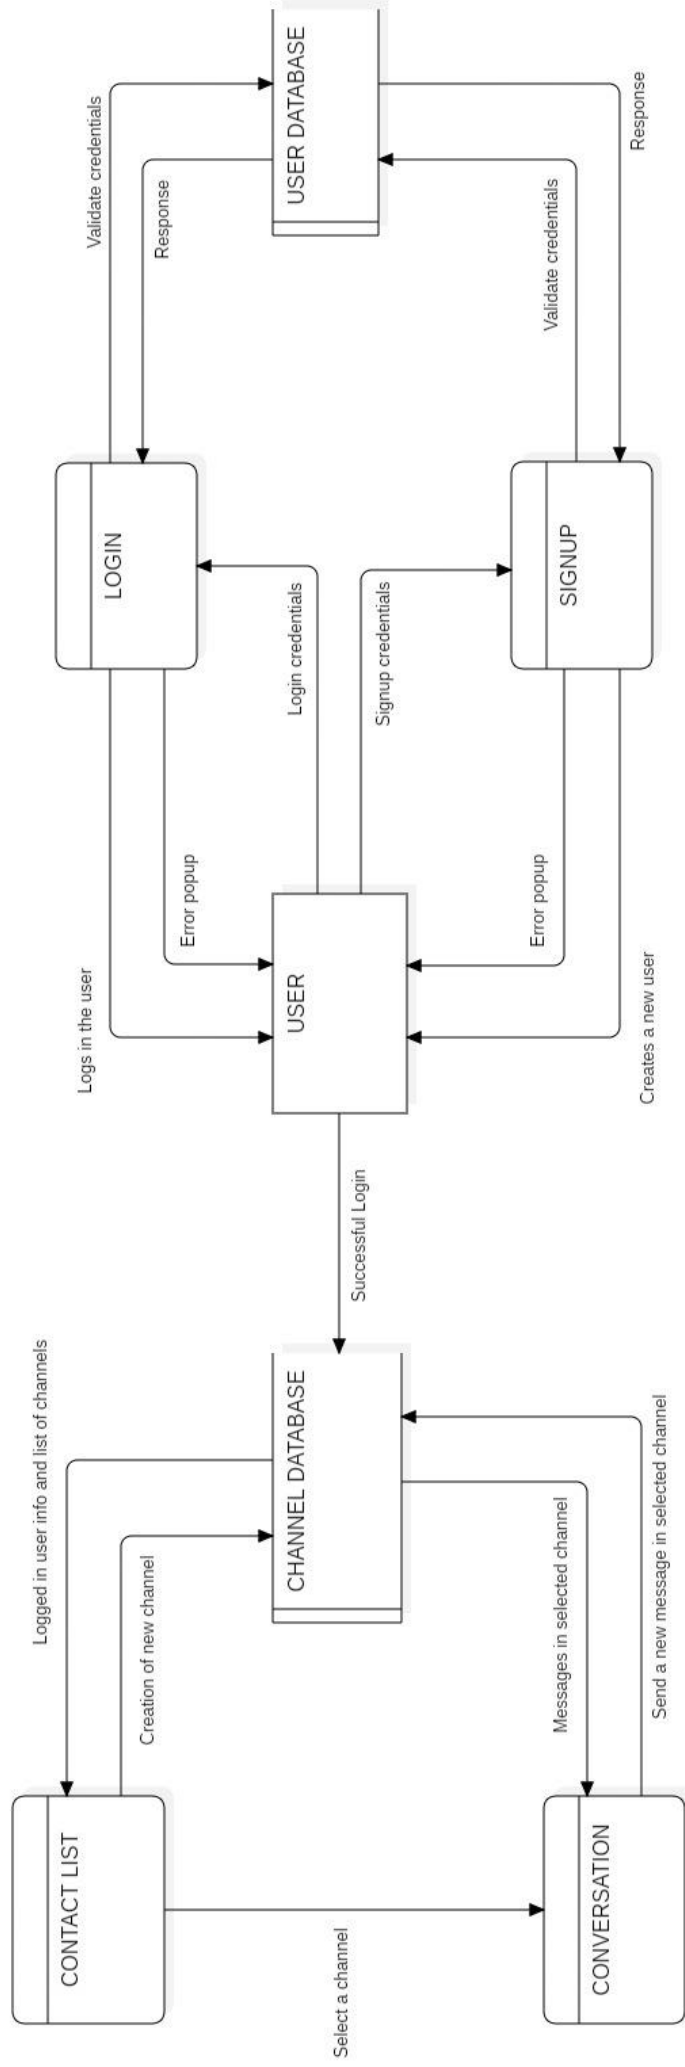 Logged in user info and list of channels
Logs in the user
Validate credentials
CONTACT LIST
LOGIN
Creation of new channel
Error popup
Response
Login credentials
CHANNEL DATABASE
USER
USER DATABASE
Select a channel
Successful Login
Signup credentials
Messages in selected channel
Error popup
Validate credentials
CONVERSATION
SIGNUP
Send a new message in selected channel
Creates a new user
Response